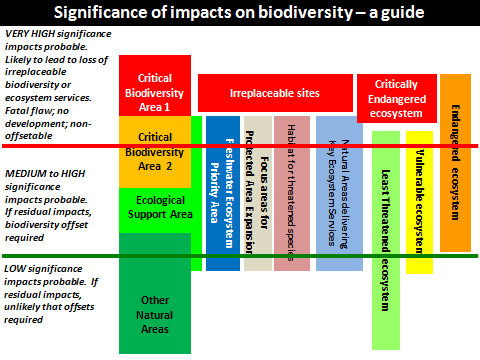 Significance of impacts on biodiversity – a guide
VERY HIGH significance
impacts probable.
Likely to lead to loss of
irreplaceable
biodiversity or
ecosystem services.
Fatal flaw; no
development; non-
offsetable
MEDIUM to HIGH
significance
impacts probable.
If residual impacts,
biodiversity offset
required
LOW significance
impacts probable. If
residual impacts,
unlikely that offsets
required
Critical
Biodiversity
Area 1
Critical
Biodiversity
Area 2
Ecological
Support Area
Other
Natural
Areas
Irreplaceable sites
Freshwater Ecosystem
Priority Area
Focus areas for
Protected Area Expansion
Habitat for threatened species
Natural Areas delivering
key Ecosystem Services
Critically
Endangered
ecosystem
Least Threatened ecosystem
Vulnerable ecosystem
Endangered ecosystem